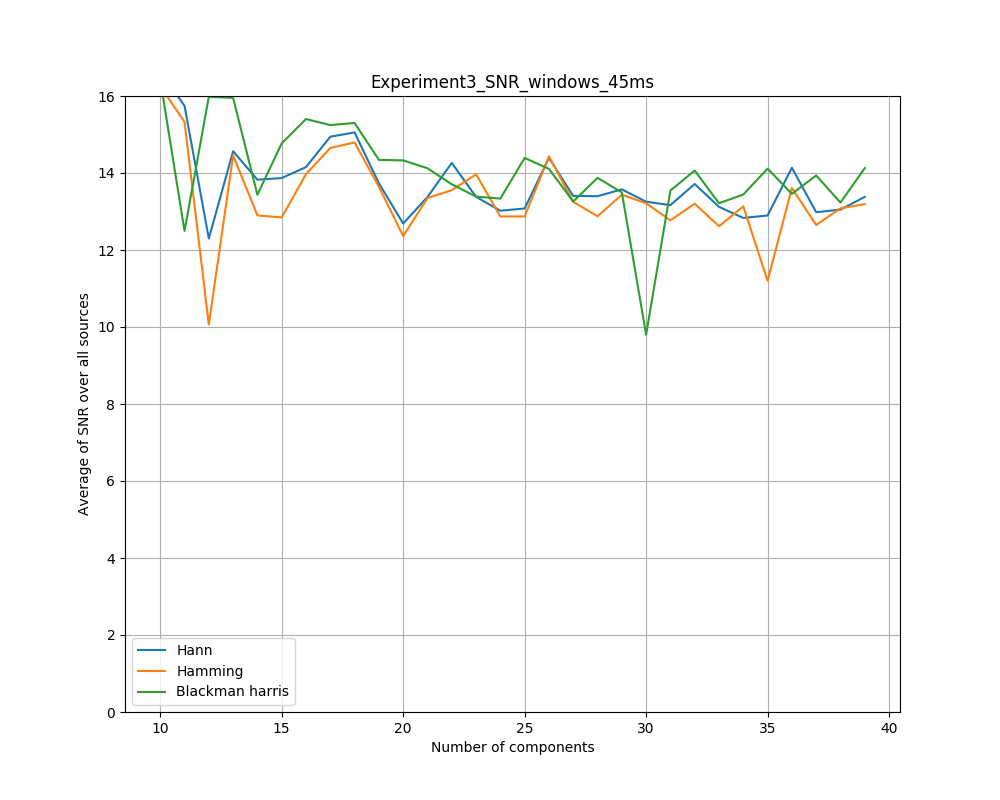 Experiment3_SNR_windows_45ms
16
14
12
10
8
6
4
2
0
Average of SNR over all sources
Hann
Hamming
Blackman harris
10 15 20 25 30 35 40
Number of components